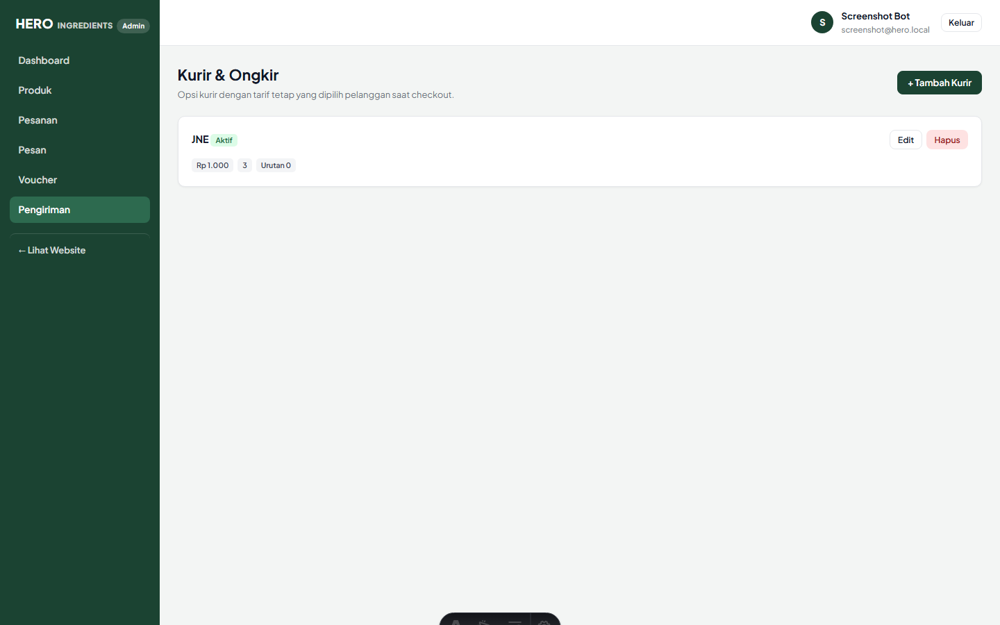 HERO INGREDIENTS Admin
Dashboard
Produk
Pesanan
Pesan
Voucher
Pengiriman
← Lihat Website
S
Screenshot Bot
screenshot@hero.local
Keluar
Kurir & Ongkir
Opsi kurir dengan tarif tetap yang dipilih pelanggan saat checkout.
+ Tambah Kurir
JNE Aktif
Edit Hapus
Rp 1.000 3 Urutan 0